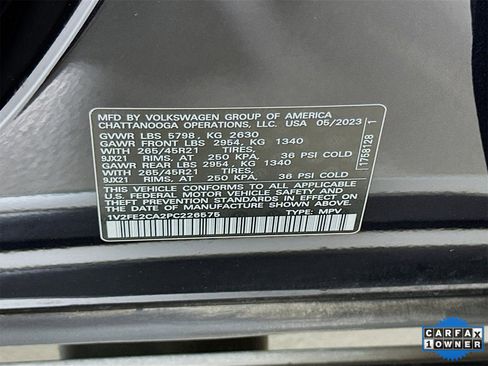 MFD BY VOLKSWAGEN GROUP OF AMERICA
CHATTANOOGA OPERATIONS, LLC. USA 05/2023
GVWR LBS 5798, KG 2630
GAWR FRONT LBS 2954, KG 1340
WITH 265/45R21 TIRES,
9JX21 RIMS, AT 250 KPA/ 36 PSI COLD
GAWR REAR LBS 2954, KG 1340
WITH 265/45R21 TIRES,
9JX21 RIMS, AT 250 KPA/ 36 PSI COLD
THIS VEHICLE CONFORMS TO ALL APPLICABLE
U.S. FEDERAL MOTOR VEHICLE SAFETY AND
THEFT PREVENTION STANDARDS IN EFFECT ON
THE DATE OF MANUFACTURE SHOWN ABOVE.
1V2FE2CA2PC226575 TYPE: MPV
1758128 1
CARFAX
1 OWNER